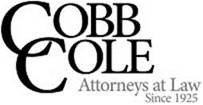 COBB
COLE
Attorneys at Law
Since 1925